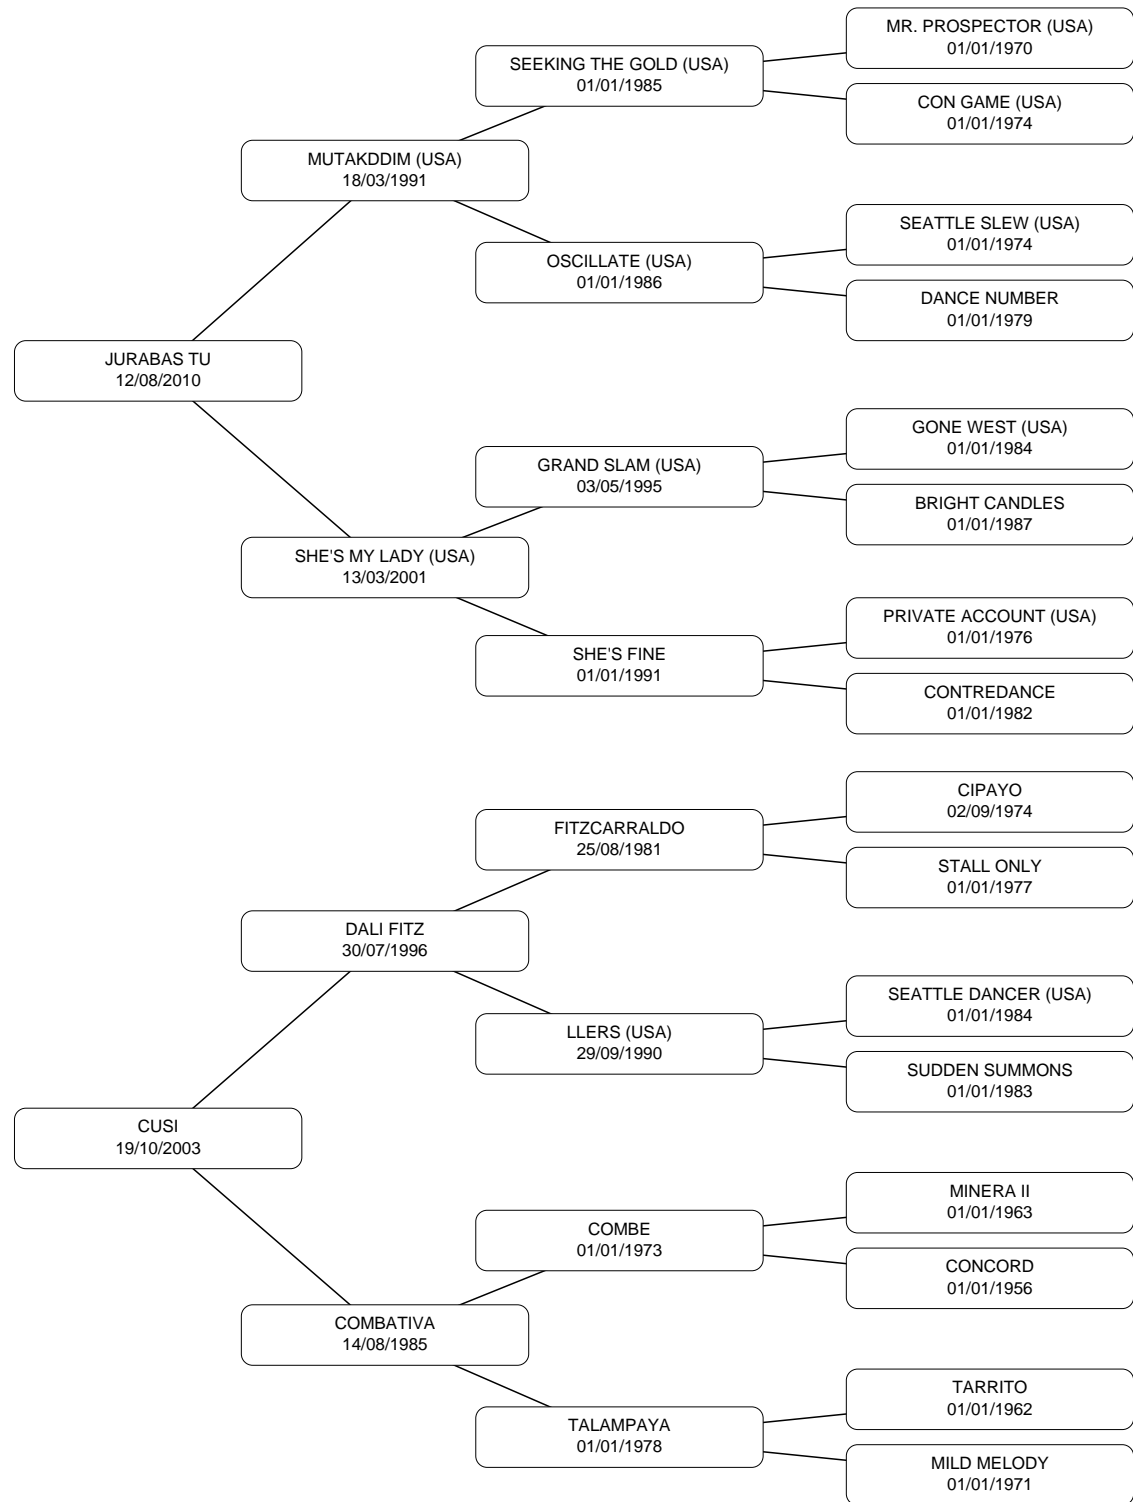 MR. PROSPECTOR (USA)
01/01/1970
SEEKING THE GOLD (USA)
01/01/1985
CON GAME (USA)
01/01/1974
MUTAKDDIM (USA)
18/03/1991
SEATTLE SLEW (USA)
01/01/1974
OSCILLATE (USA)
01/01/1986
DANCE NUMBER
01/01/1979
JURABAS TU
12/08/2010
GONE WEST (USA)
01/01/1984
GRAND SLAM (USA)
03/05/1995
BRIGHT CANDLES
01/01/1987
SHE'S MY LADY (USA)
13/03/2001
PRIVATE ACCOUNT (USA)
01/01/1976
SHE'S FINE
01/01/1991
CONTREDANCE
01/01/1982
CIPAYO
02/09/1974
FITZCARRALDO
25/08/1981
STALL ONLY
01/01/1977
DALI FITZ
30/07/1996
SEATTLE DANCER (USA)
01/01/1984
LLERS (USA)
29/09/1990
SUDDEN SUMMONS
01/01/1983
CUSI
19/10/2003
MINERA II
01/01/1963
COMBE
01/01/1973
CONCORD
01/01/1956
COMBATIVA
14/08/1985
TARRITO
01/01/1962
TALAMPAYA
01/01/1978
MILD MELODY
01/01/1971